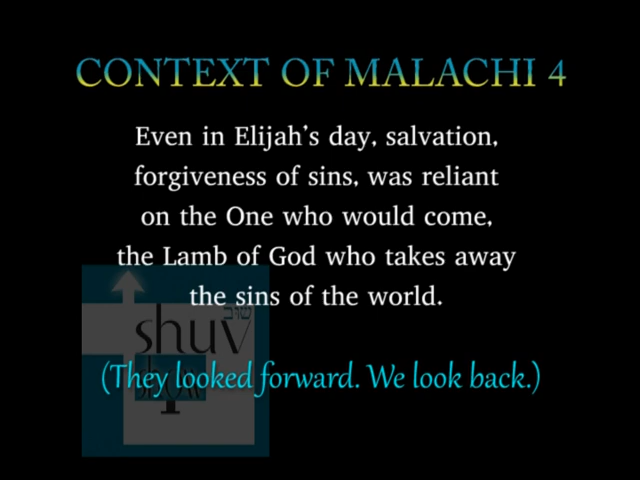 CONTEXT OF MALACHI 4
Even in Elijah's day, salvation,
forgiveness of sins, was reliant
on the One who would come,
the Lamb of God who takes away
the sins of the world.
שוב
shuv
show
(They looked forward. We look back.)